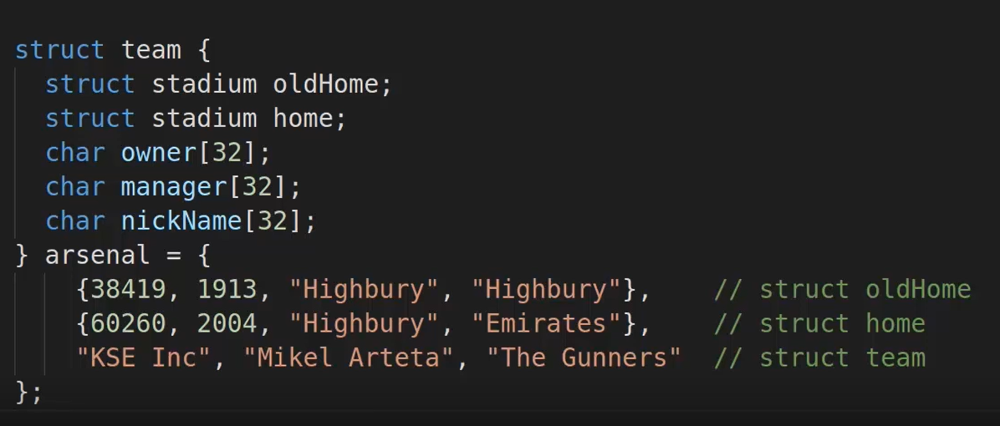 struct team {
  struct stadium oldHome;
  struct stadium home;
  char owner[32];
  char manager[32];
  char nickName[32];
} arsenal = {
    {38419, 1913, "Highbury", "Highbury"},    // struct oldHome
    {60260, 2004, "Highbury", "Emirates"},    // struct home
    "KSE Inc", "Mikel Arteta", "The Gunners"  // struct team
};